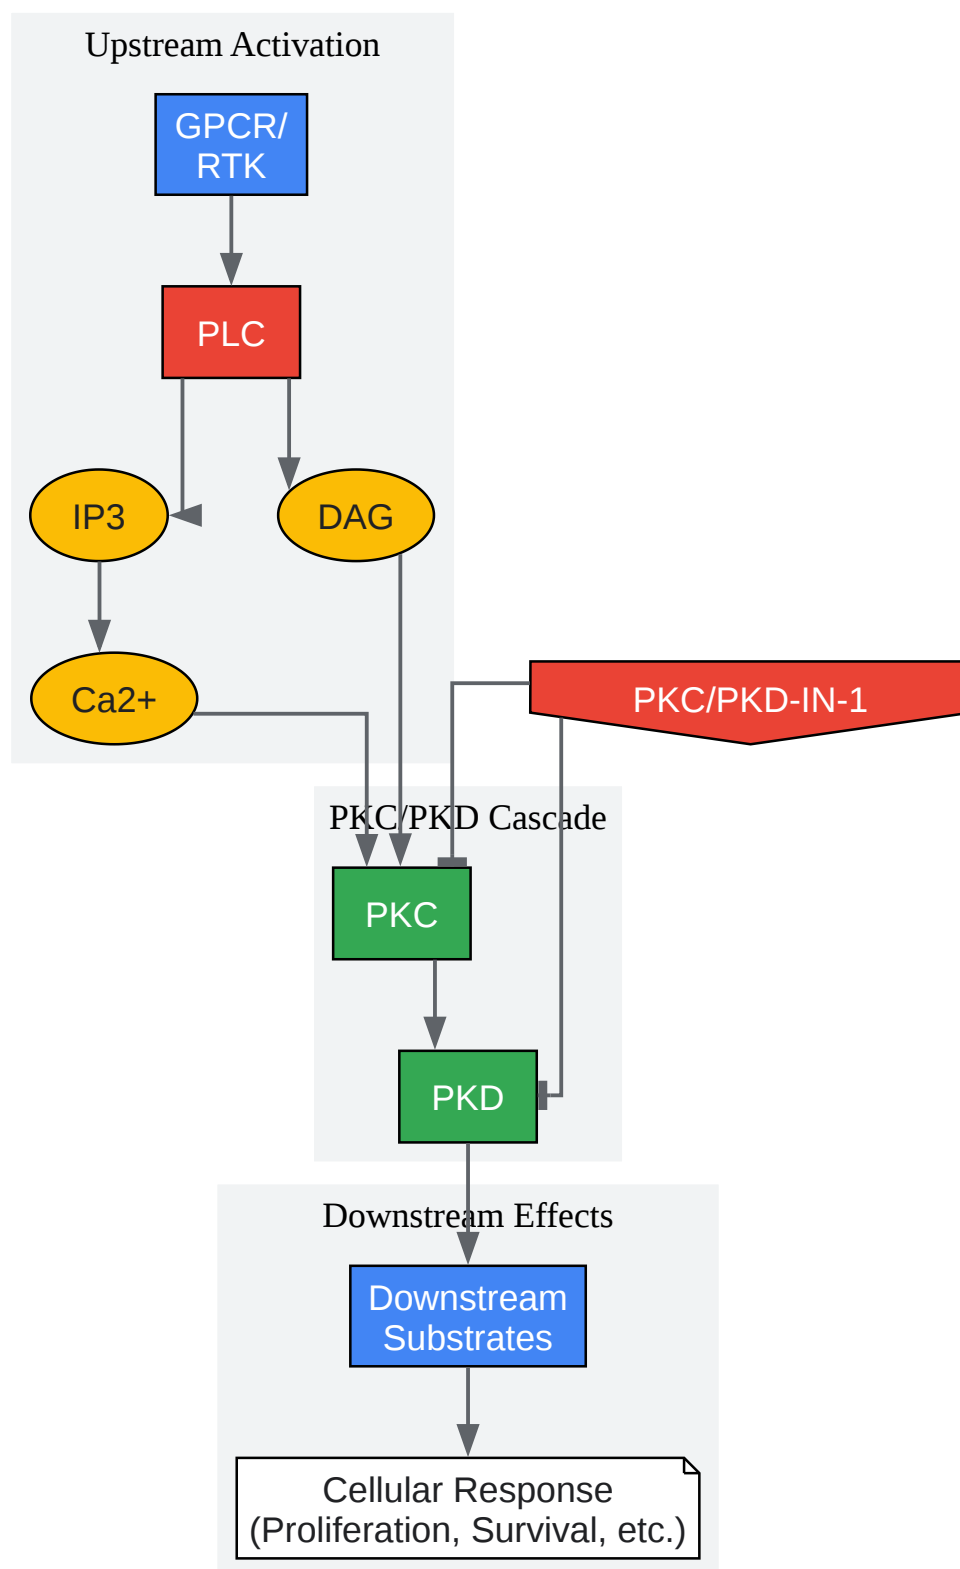 Upstream Activation
GPCR/
RTK
PLC
IP3
DAG
Ca2+
PKC/PKD-IN-1
PKC/PKD Cascade
PKC
PKD
Downstream Effects
Downstream
Substrates
Cellular Response
(Proliferation, Survival, etc.)